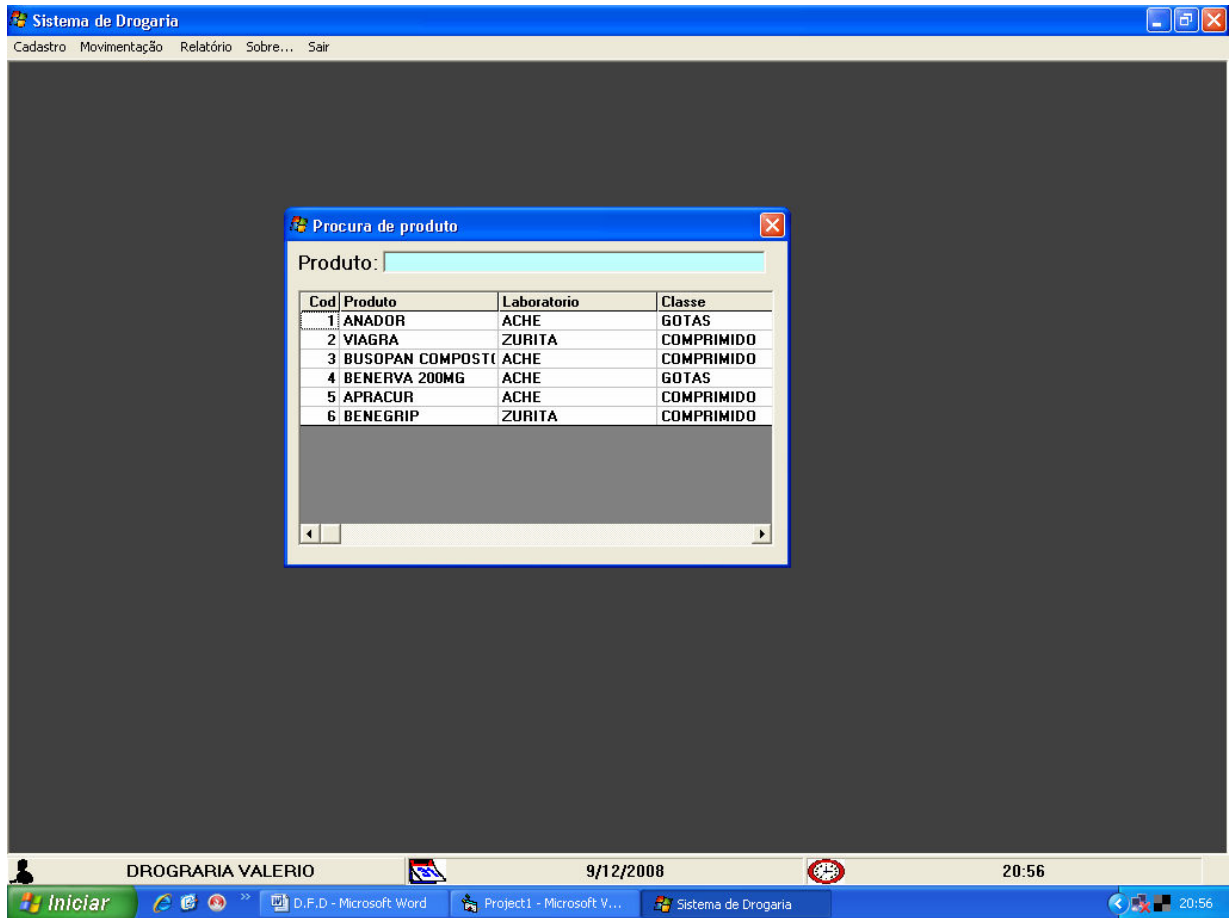 Sistema de Drogaria
Cadastro Movimentação Relatório Sobre... Sair
Procura de produto
Produto:
Cod Produto Laboratorio Classe
1 ANADOR ACHE GOTAS
2 VIAGRA ZURITA COMPRIMIDO
3 BUSOPAN COMPOSTO ACHE COMPRIMIDO
4 BENERVA 200MG ACHE GOTAS
5 APRACUR ACHE COMPRIMIDO
6 BENEGRIP ZURITA COMPRIMIDO
DROGRARIA VALERIO 9/12/2008 20:56
Iniciar D.F.D - Microsoft Word Project1 - Microsoft V... Sistema de Drogaria 20:56